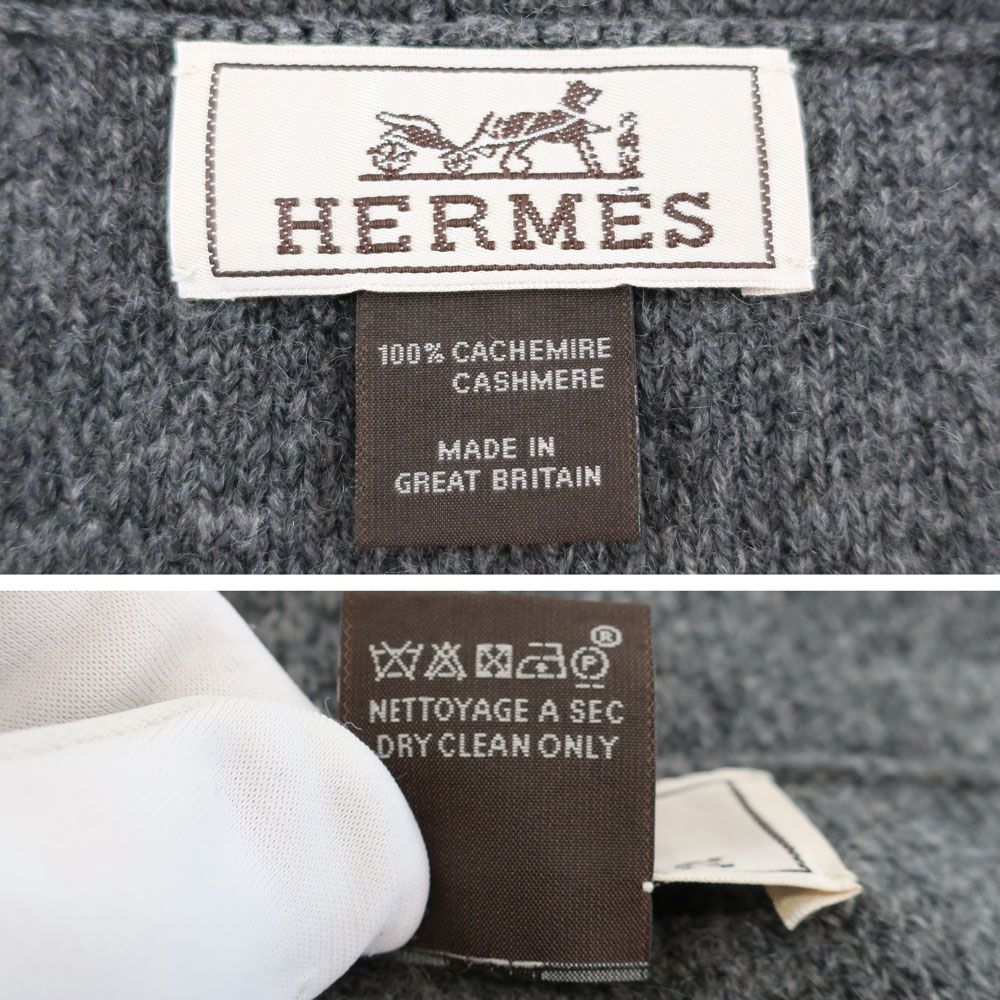 HERMÈS
100% CACHEMIRE
CASHMERE
MADE IN
GREAT BRITAIN
P ®
NETTOYAGE A SEC
DRY CLEAN ONLY